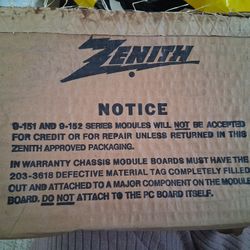 ZENITH
NOTICE
9-151 AND 9-152 SERIES MODULES WILL NOT BE ACCEPTED
FOR CREDIT OR FOR REPAIR UNLESS RETURNED IN THIS
ZENITH APPROVED PACKAGING.
IN WARRANTY CHASSIS MODULE BOARDS MUST HAVE THE
203-3618 DEFECTIVE MATERIAL TAG COMPLETELY FILLED
OUT AND ATTACHED TO A MAJOR COMPONENT ON THE MODULE
BOARD. DO NOT ATTACH TO THE PC BOARD ITSELF.